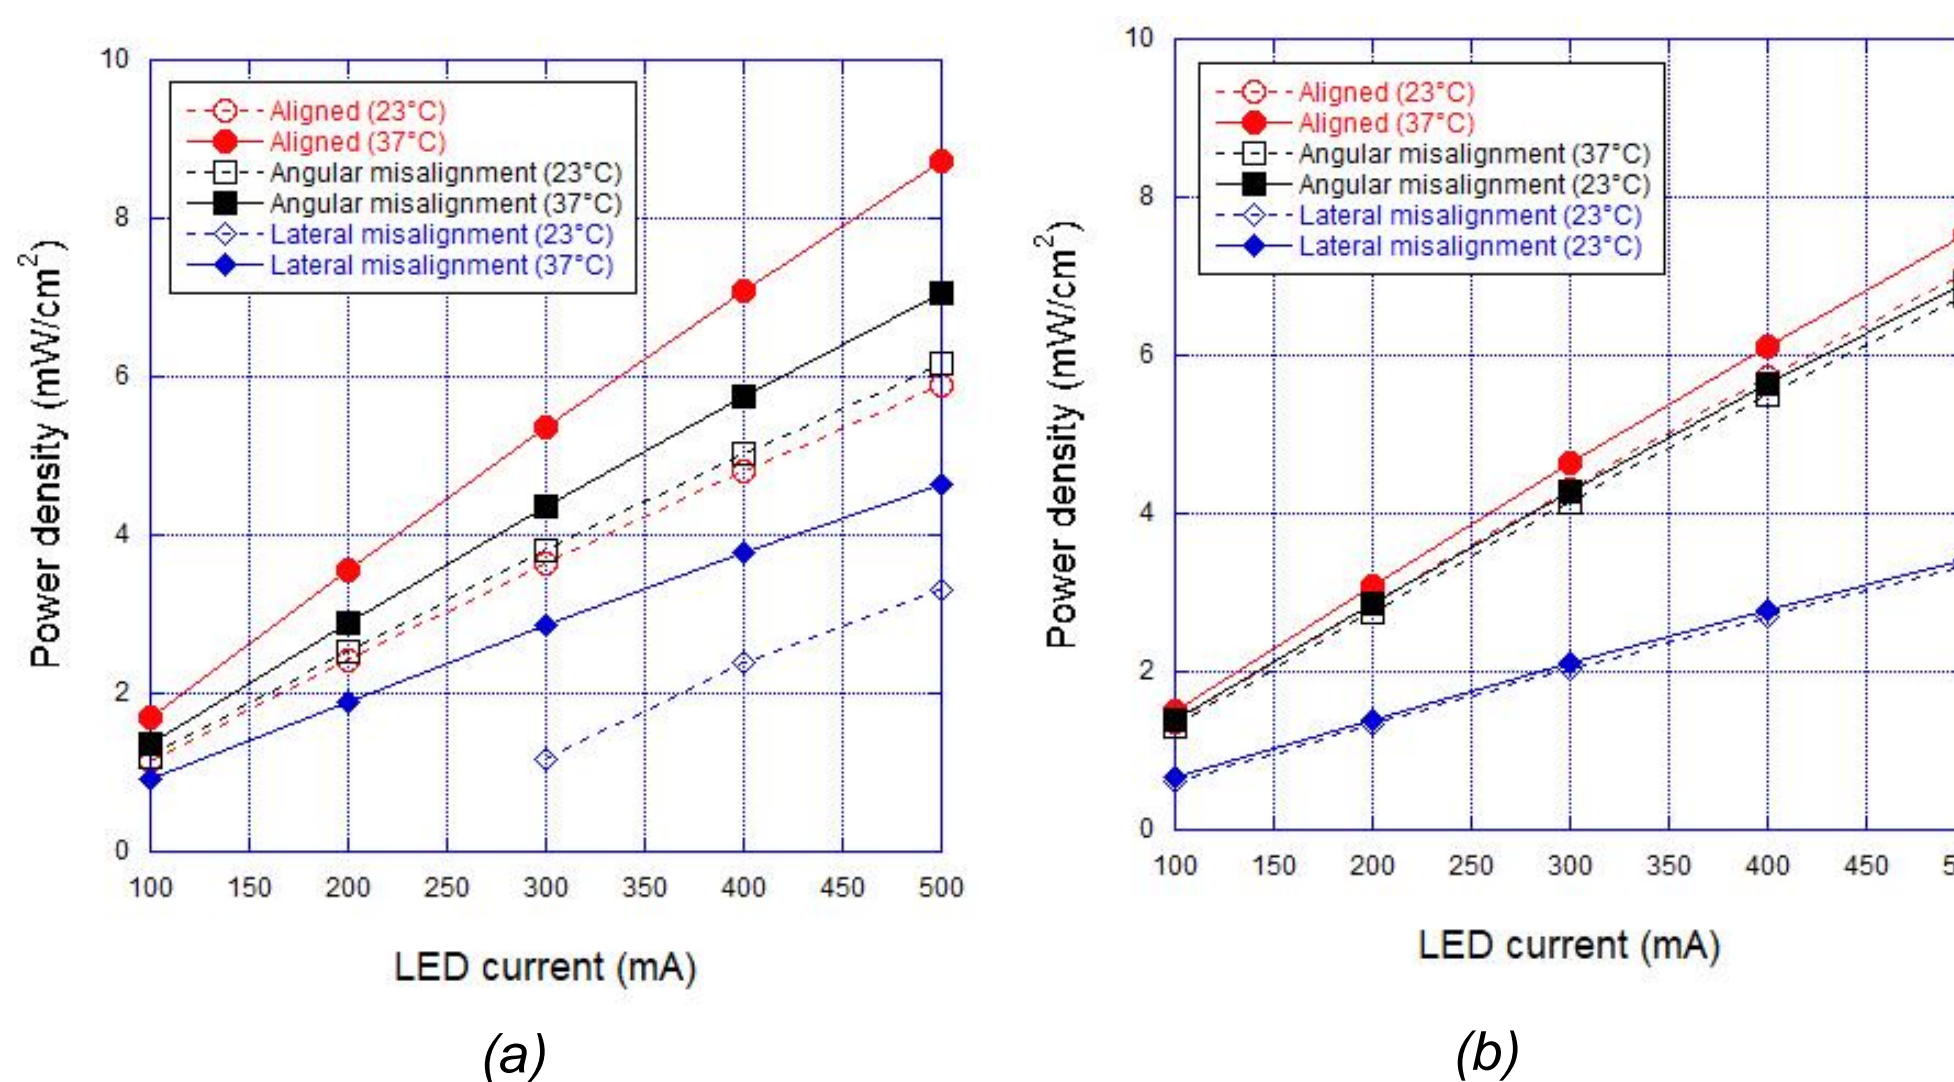 10
8
6
4
2
0
Power density (mW/cm²)
Aligned (23°C)
Aligned (37°C)
Angular misalignment (23°C)
Angular misalignment (37°C)
Lateral misalignment (23°C)
Lateral misalignment (37°C)
100 150 200 250 300 350 400 450 500
LED current (mA)
(a)
10
8
6
4
2
0
Power density (mW/cm²)
Aligned (23°C)
Aligned (37°C)
Angular misalignment (37°C)
Angular misalignment (23°C)
Lateral misalignment (23°C)
Lateral misalignment (23°C)
100 150 200 250 300 350 400 450
LED current (mA)
(b)